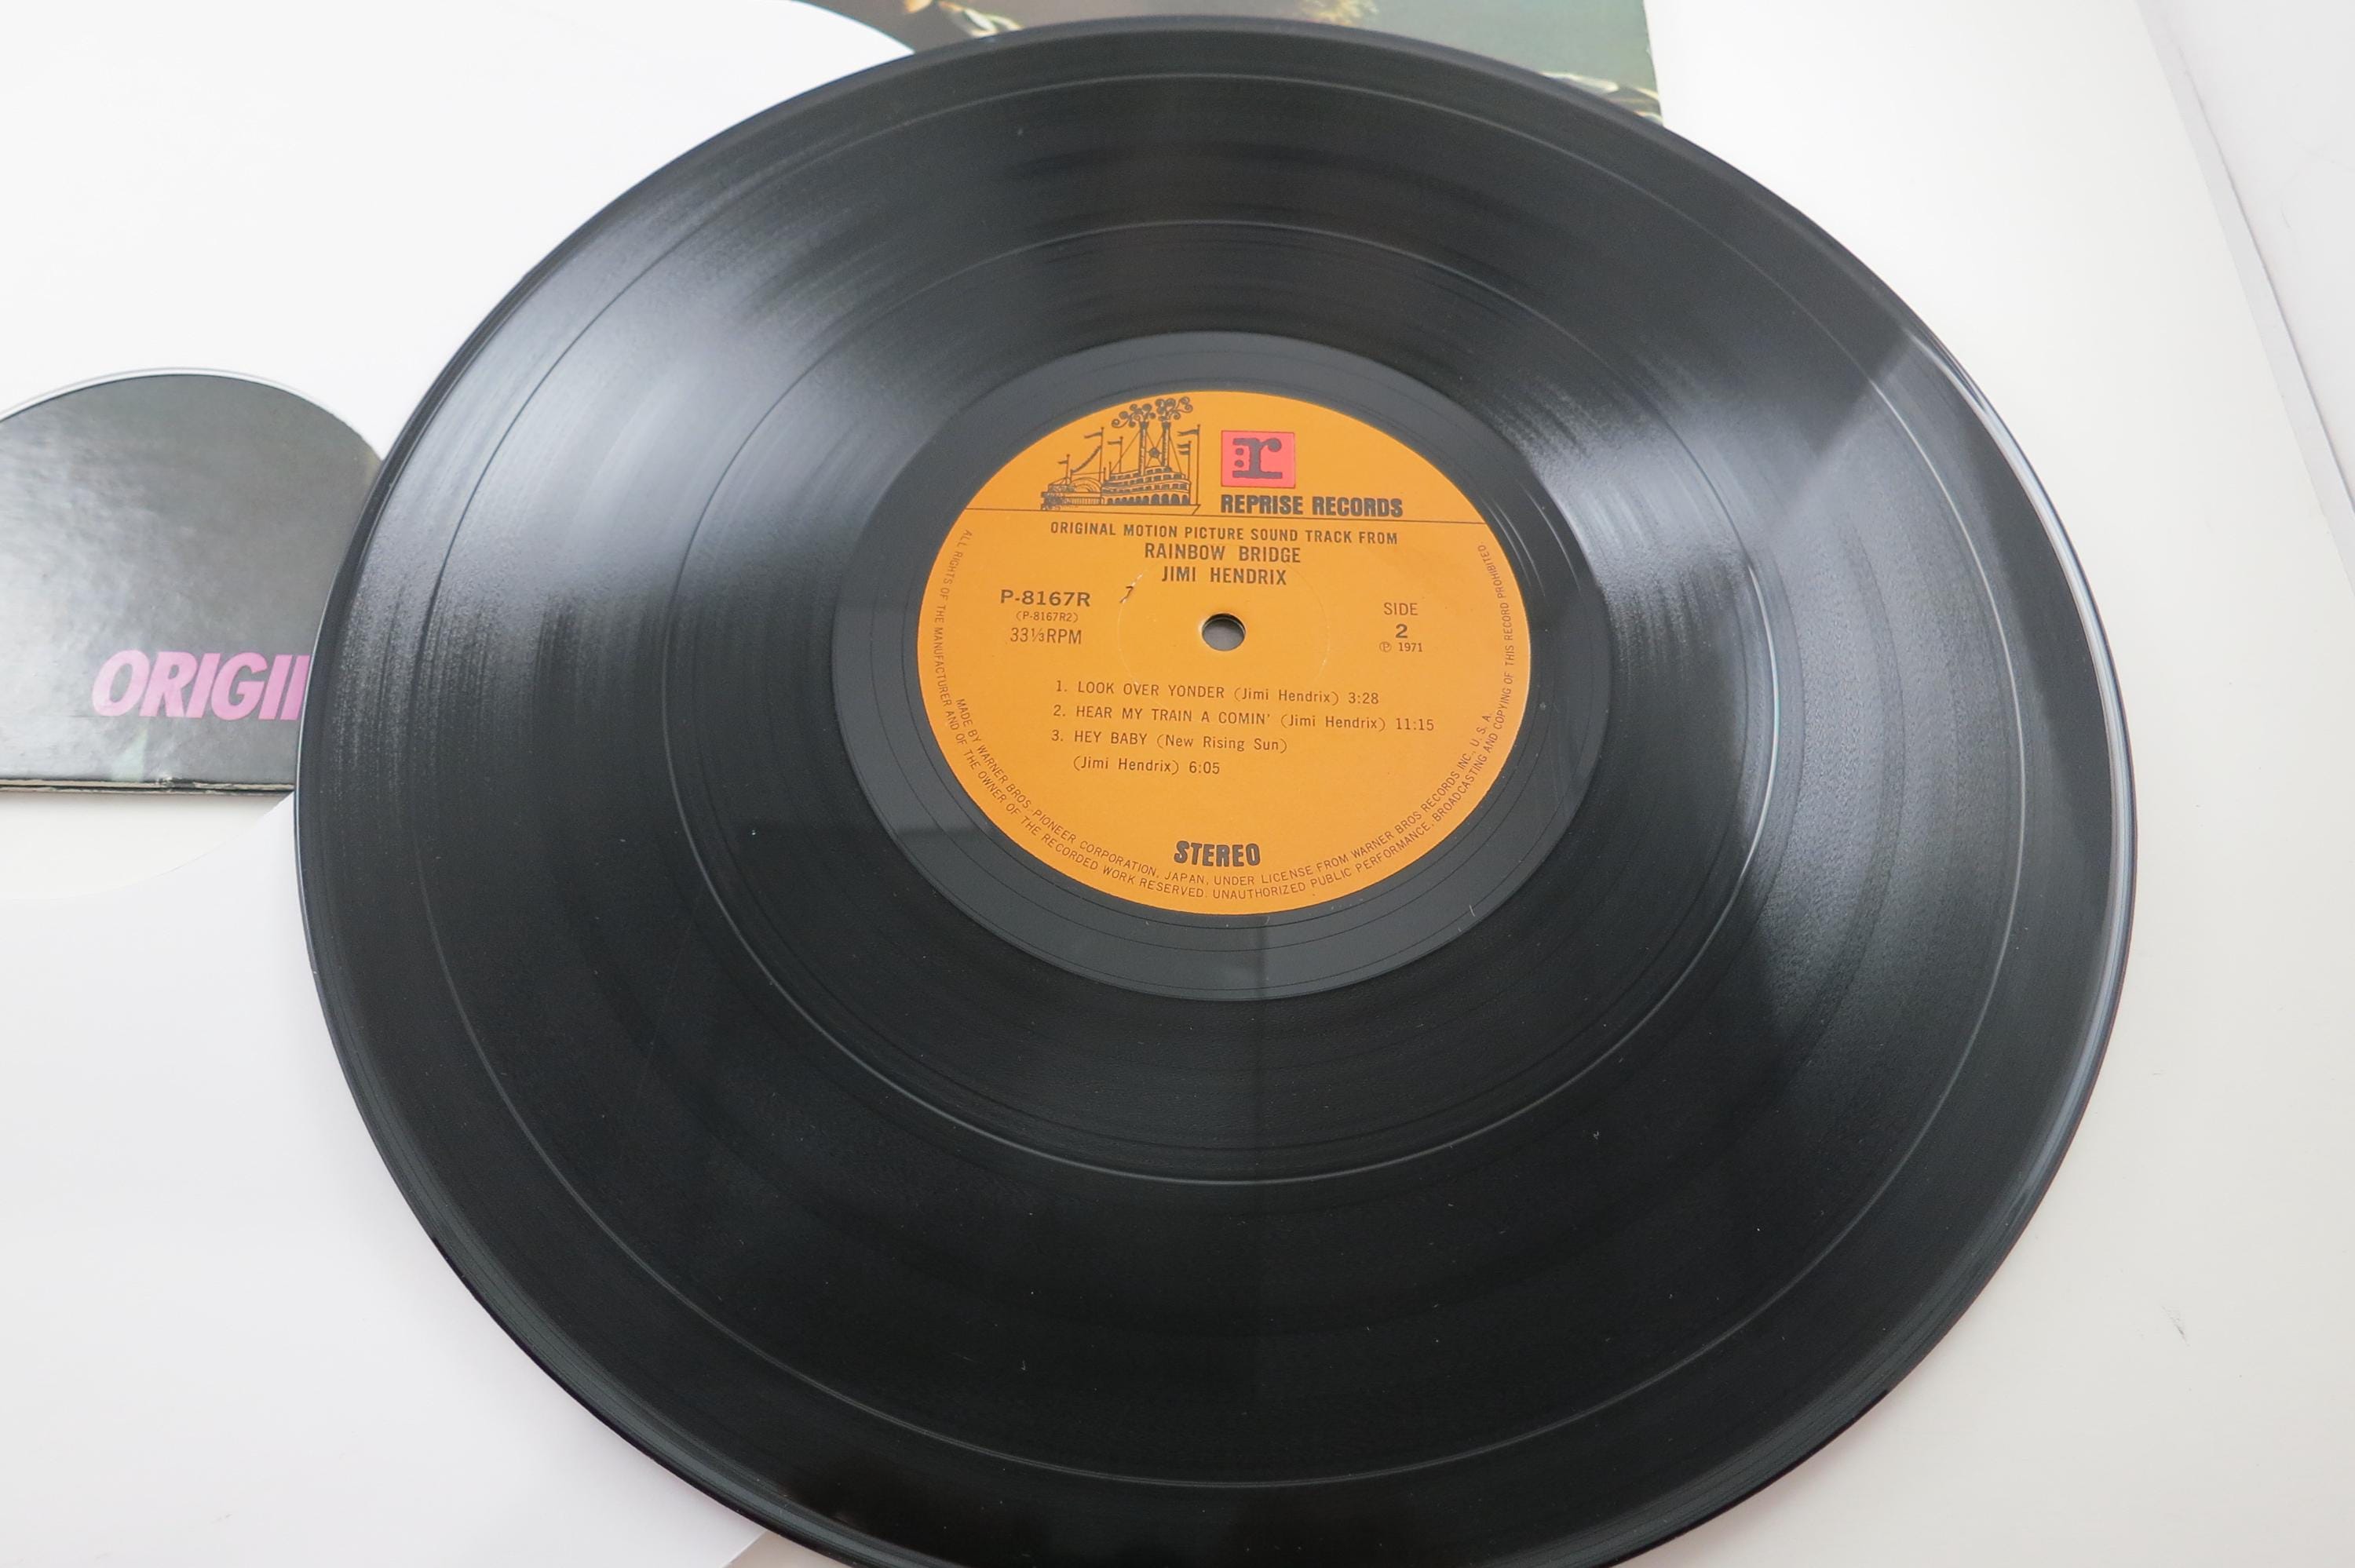 r
REPRISE RECORDS
ORIGINAL MOTION PICTURE SOUND TRACK FROM
RAINBOW BRIDGE
JIMI HENDRIX
P-8167R
(P-8167R2)
33⅓RPM
SIDE
2
Ⓟ 1971
1. LOOK OVER YONDER (Jimi Hendrix) 3:28
2. HEAR MY TRAIN A COMIN' (Jimi Hendrix) 11:15
3. HEY BABY (New Rising Sun)
(Jimi Hendrix) 6:05
STEREO
MADE BY WARNER BROS. PIONEER CORPORATION, JAPAN, UNDER LICENSE FROM WARNER BROS. RECORDS INC., U. S. A.
ALL RIGHTS OF THE MANUFACTURER AND OF THE OWNER OF THE RECORDED WORK RESERVED. UNAUTHORIZED PUBLIC PERFORMANCE, BROADCASTING AND COPYING OF THIS RECORD PROHIBITED
ORIGI